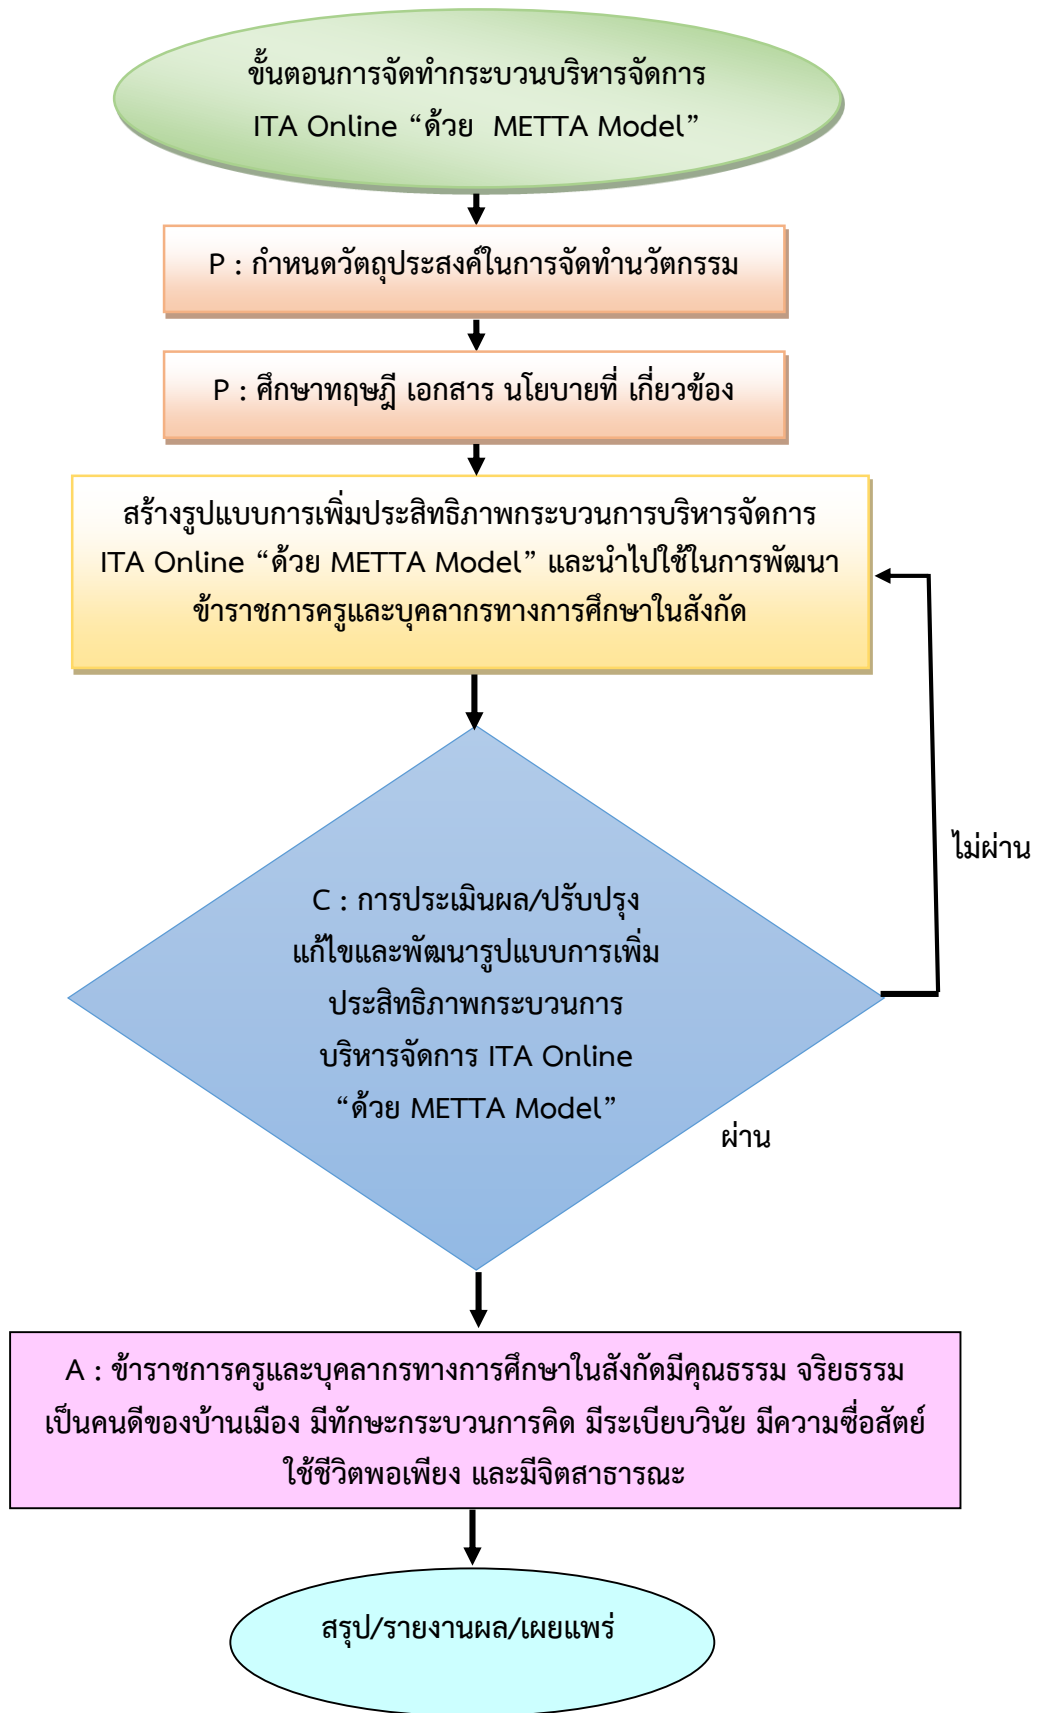 ขั้นตอนการจัดทำกระบวนบริหารจัดการ
ITA Online “ด้วย METTA Model”
P : กำหนดวัตถุประสงค์ในการจัดทำนวัตกรรม
P : ศึกษาทฤษฎี เอกสาร นโยบายที่ เกี่ยวข้อง
สร้างรูปแบบการเพิ่มประสิทธิภาพกระบวนการบริหารจัดการ
ITA Online “ด้วย METTA Model” และนำไปใช้ในการพัฒนา
ข้าราชการครูและบุคลากรทางการศึกษาในสังกัด
ไม่ผ่าน
C : การประเมินผล/ปรับปรุง
แก้ไขและพัฒนารูปแบบการเพิ่ม
ประสิทธิภาพกระบวนการ
บริหารจัดการ ITA Online
“ด้วย METTA Model”
ผ่าน
A : ข้าราชการครูและบุคลากรทางการศึกษาในสังกัดมีคุณธรรม จริยธรรม
เป็นคนดีของบ้านเมือง มีทักษะกระบวนการคิด มีระเบียบวินัย มีความซื่อสัตย์
ใช้ชีวิตพอเพียง และมีจิตสาธารณะ
สรุป/รายงานผล/เผยแพร่